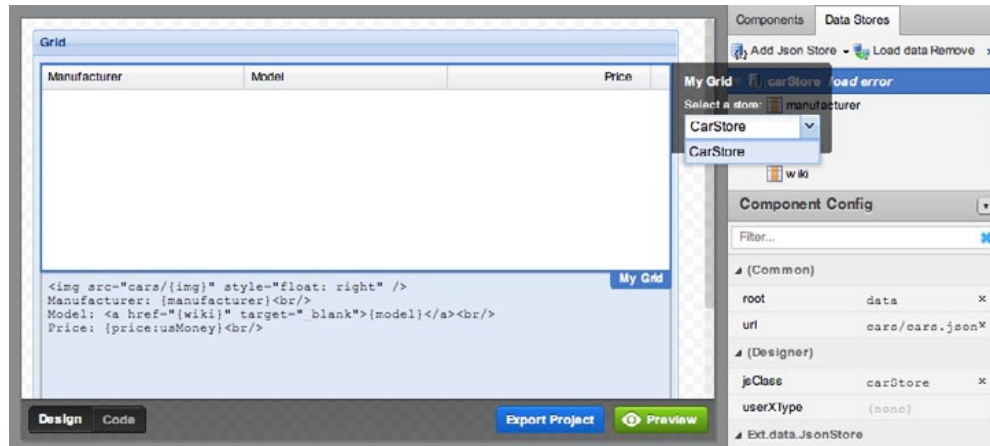 Components Data Stores
Grid
Add Json Store Load data Remove
Manufacturer Model Price
My Grid
carStore load error
Select a store:
manufacturer
CarStore
CarStore
wiki
Component Config
Filter...
(Common)
My Grid
<img src="cars/{img}" style="float: right" />
Manufacturer: {manufacturer}<br/>
Model: <a href="{wiki}" target="_blank">{model}</a><br/>
Price: {price:usMoney}<br/>
root data x
url cars/cars.json x
(Designer)
jsClass carStore x
userXType (none)
Design Code Export Project Preview
Ext.data.JsonStore